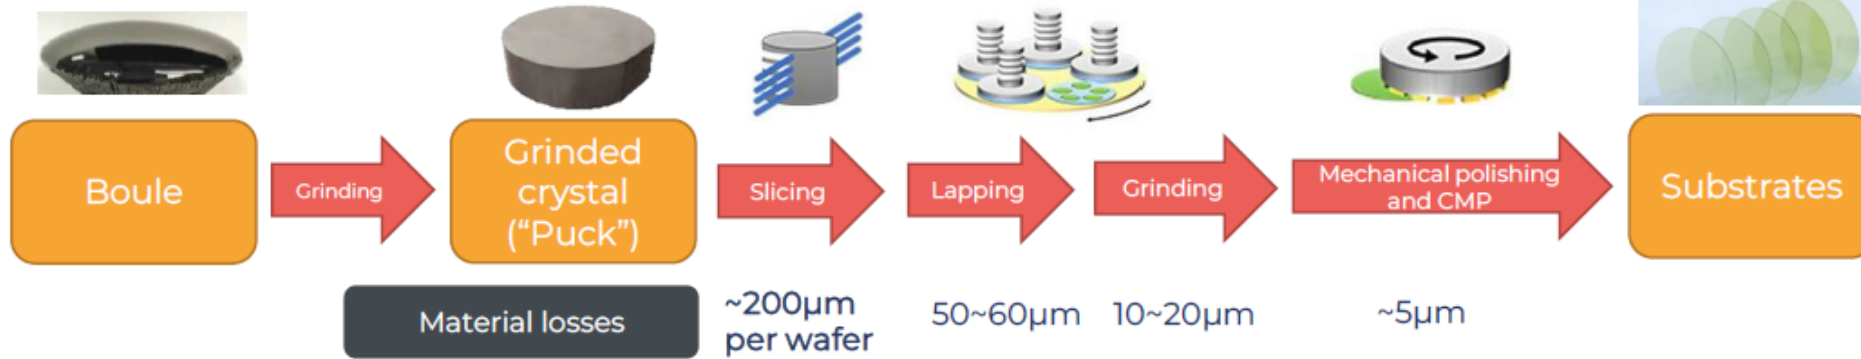 Boule
Grinding
Grinded
crystal
(“Puck”)
Slicing
Lapping
Grinding
Mechanical polishing
and CMP
Substrates
Material losses
~200µm
per wafer
50~60µm
10~20µm
~5µm